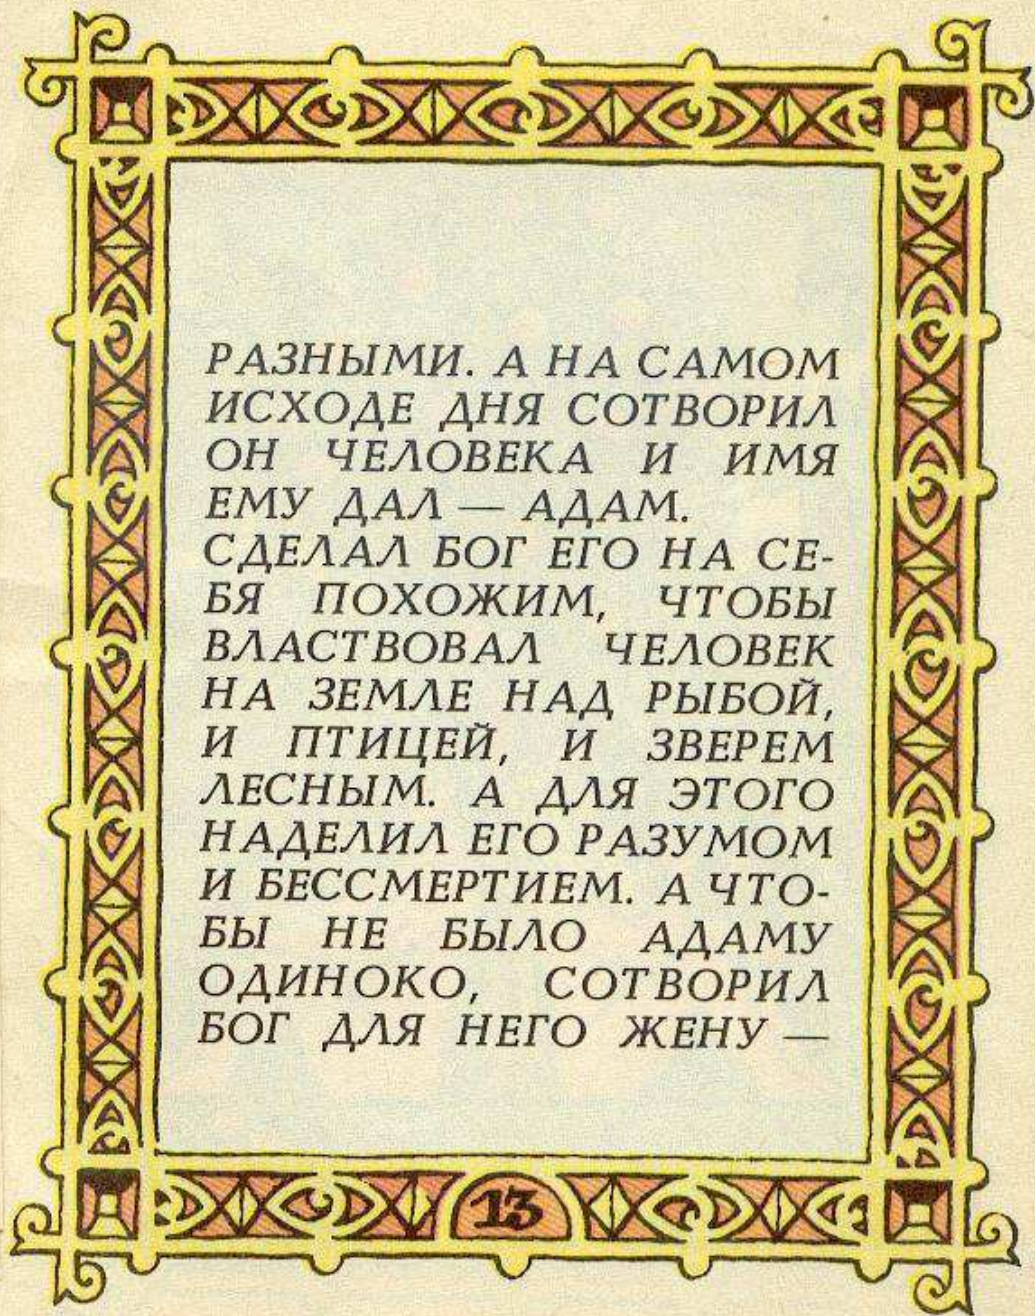 РАЗНЫМИ. А НА САМОМ
ИСХОДЕ ДНЯ СОТВОРИЛ
ОН ЧЕЛОВЕКА И ИМЯ
ЕМУ ДАЛ — АДАМ.
СДЕЛАЛ БОГ ЕГО НА СЕ-
БЯ ПОХОЖИМ, ЧТОБЫ
ВЛАСТВОВАЛ ЧЕЛОВЕК
НА ЗЕМЛЕ НАД РЫБОЙ,
И ПТИЦЕЙ, И ЗВЕРЕМ
ЛЕСНЫМ. А ДЛЯ ЭТОГО
НАДЕЛИЛ ЕГО РАЗУМОМ
И БЕССМЕРТИЕМ. А ЧТО-
БЫ НЕ БЫЛО АДАМУ
ОДИНОКО, СОТВОРИЛ
БОГ ДЛЯ НЕГО ЖЕНУ —
13